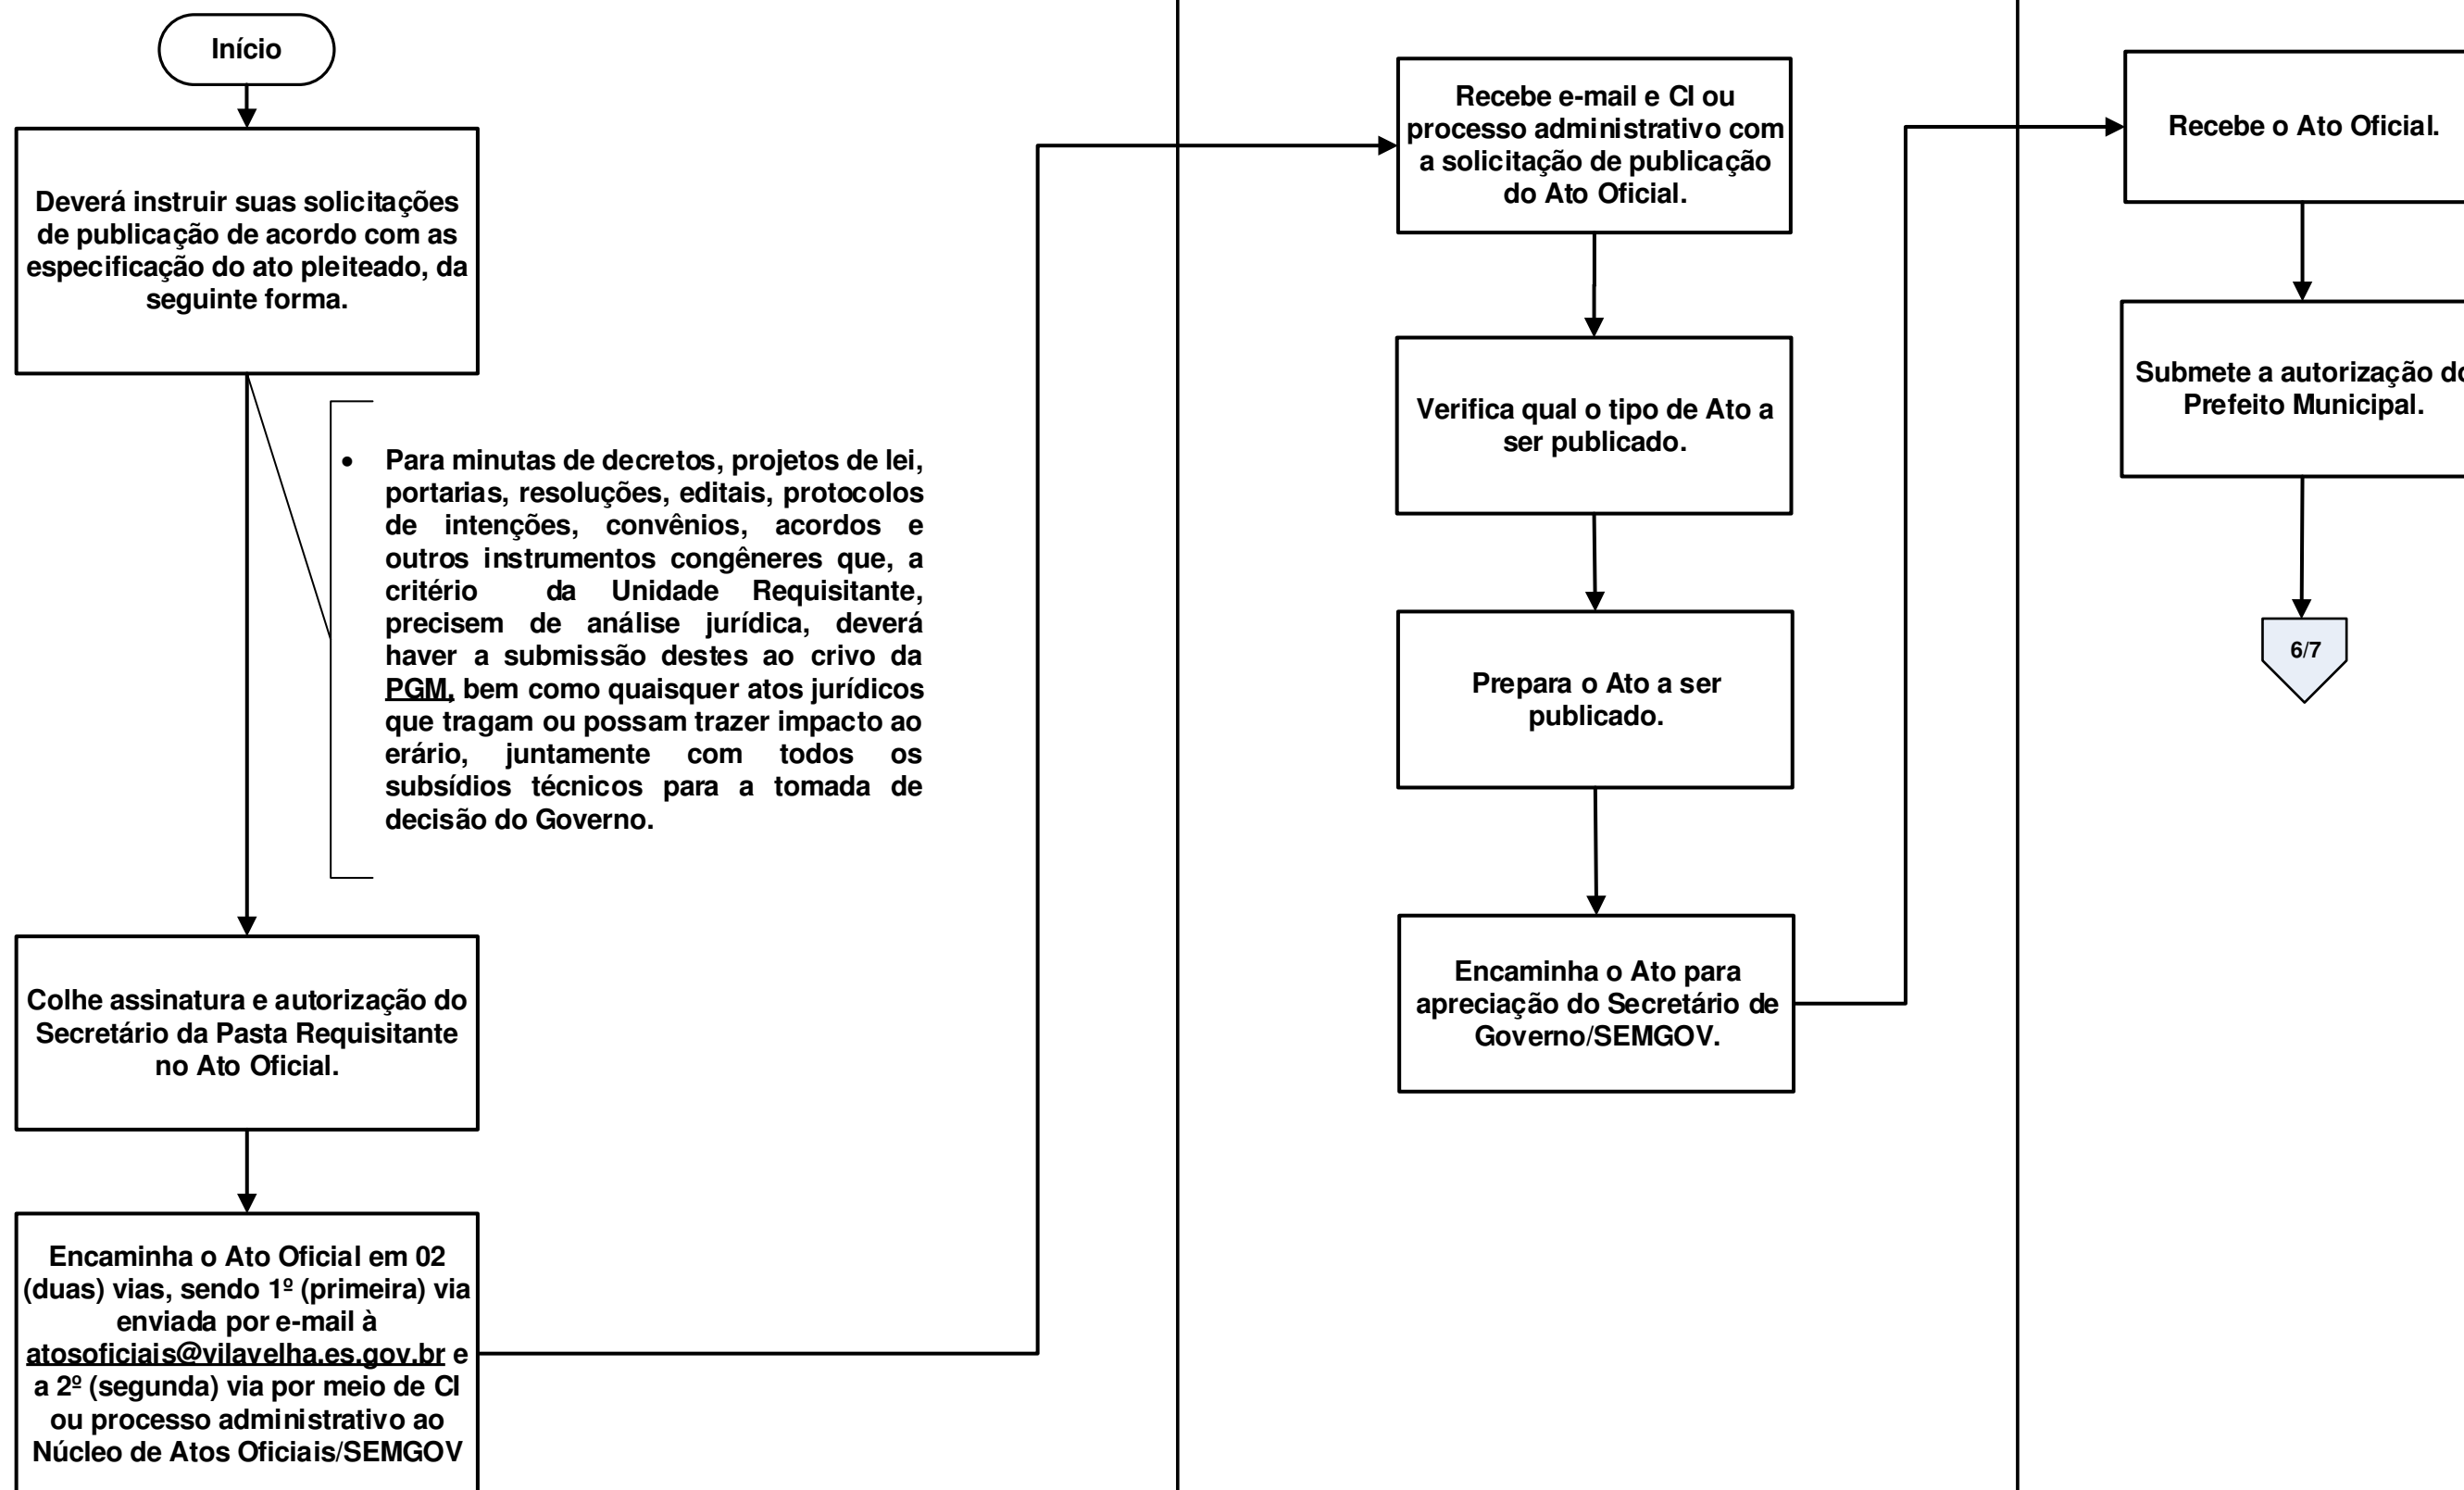 Início
Deverá instruir suas solicitações
de publicação de acordo com as
especificação do ato pleiteado, da
seguinte forma.
• Para minutas de decretos, projetos de lei,
portarias, resoluções, editais, protocolos
de intenções, convênios, acordos e
outros instrumentos congêneres que, a
critério da Unidade Requisitante,
precisem de análise jurídica, deverá
haver a submissão destes ao crivo da
PGM, bem como quaisquer atos jurídicos
que tragam ou possam trazer impacto ao
erário, juntamente com todos os
subsídios técnicos para a tomada de
decisão do Governo.
Colhe assinatura e autorização do
Secretário da Pasta Requisitante
no Ato Oficial.
Encaminha o Ato Oficial em 02
(duas) vias, sendo 1º (primeira) via
enviada por e-mail à
atosoficiais@vilavelha.es.gov.br e
a 2º (segunda) via por meio de CI
ou processo administrativo ao
Núcleo de Atos Oficiais/SEMGOV
Recebe e-mail e CI ou
processo administrativo com
a solicitação de publicação
do Ato Oficial.
Verifica qual o tipo de Ato a
ser publicado.
Prepara o Ato a ser
publicado.
Encaminha o Ato para
apreciação do Secretário de
Governo/SEMGOV.
Recebe o Ato Oficial.
Submete a autorização do
Prefeito Municipal.
6/7